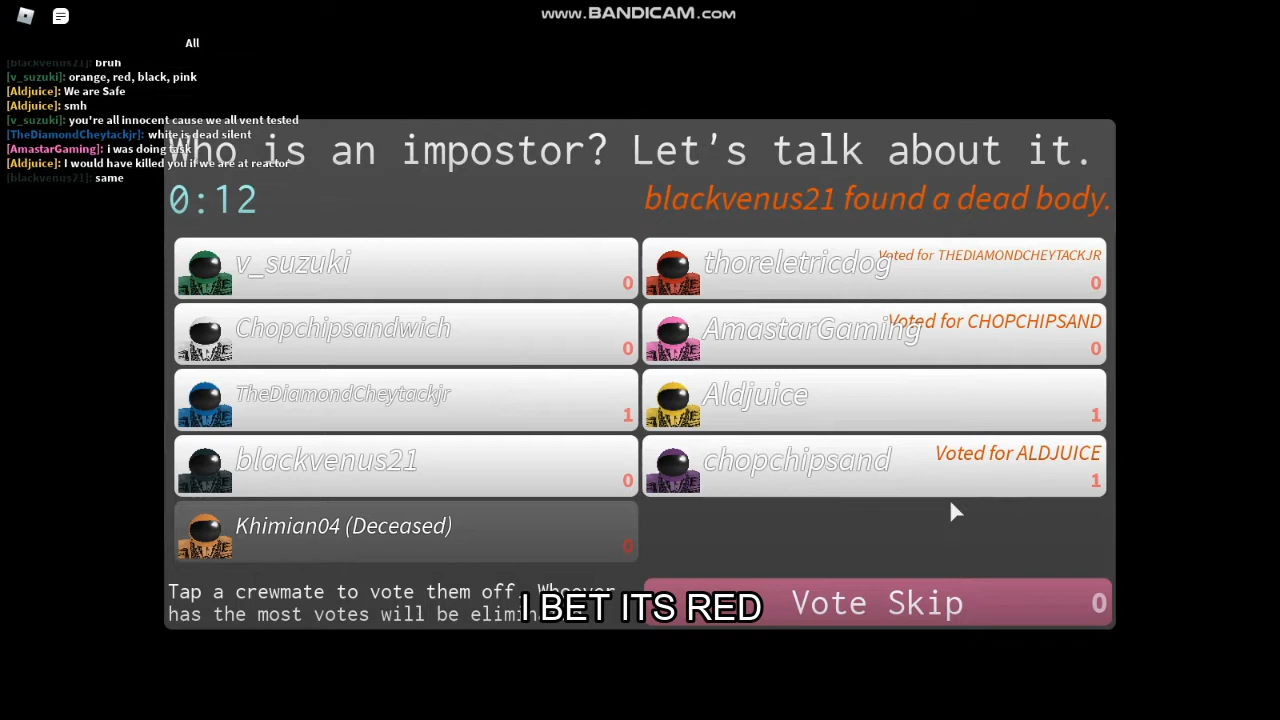 www.BANDICAM.com
All
[blackvenus21]: bruh
[v_suzuki]: orange, red, black, pink
[Aldjuice]: We are Safe
[Aldjuice]: smh
[v_suzuki]: you're all innocent cause we all vent tested
[TheDiamondCheytackjr]: white is dead silent
[AmastarGaming]: i was doing task
[Aldjuice]: I would have killed you if we are at reactor
[blackvenus21]: same
Who is an impostor? Let's talk about it.
0:12
blackvenus21 found a dead body.
v_suzuki
0
thoreletricdog
Voted for THEDIAMONDCHEYTACKJR
0
Chopchipsandwich
0
AmastarGaming
Voted for CHOPCHIPSAND
0
TheDiamondCheytackjr
1
Aldjuice
1
blackvenus21
0
chopchipsand
Voted for ALDJUICE
1
Khimian04 (Deceased)
0
Tap a crewmate to vote them off. Whoever
has the most votes will be elimin
Vote Skip
0
I BET ITS RED